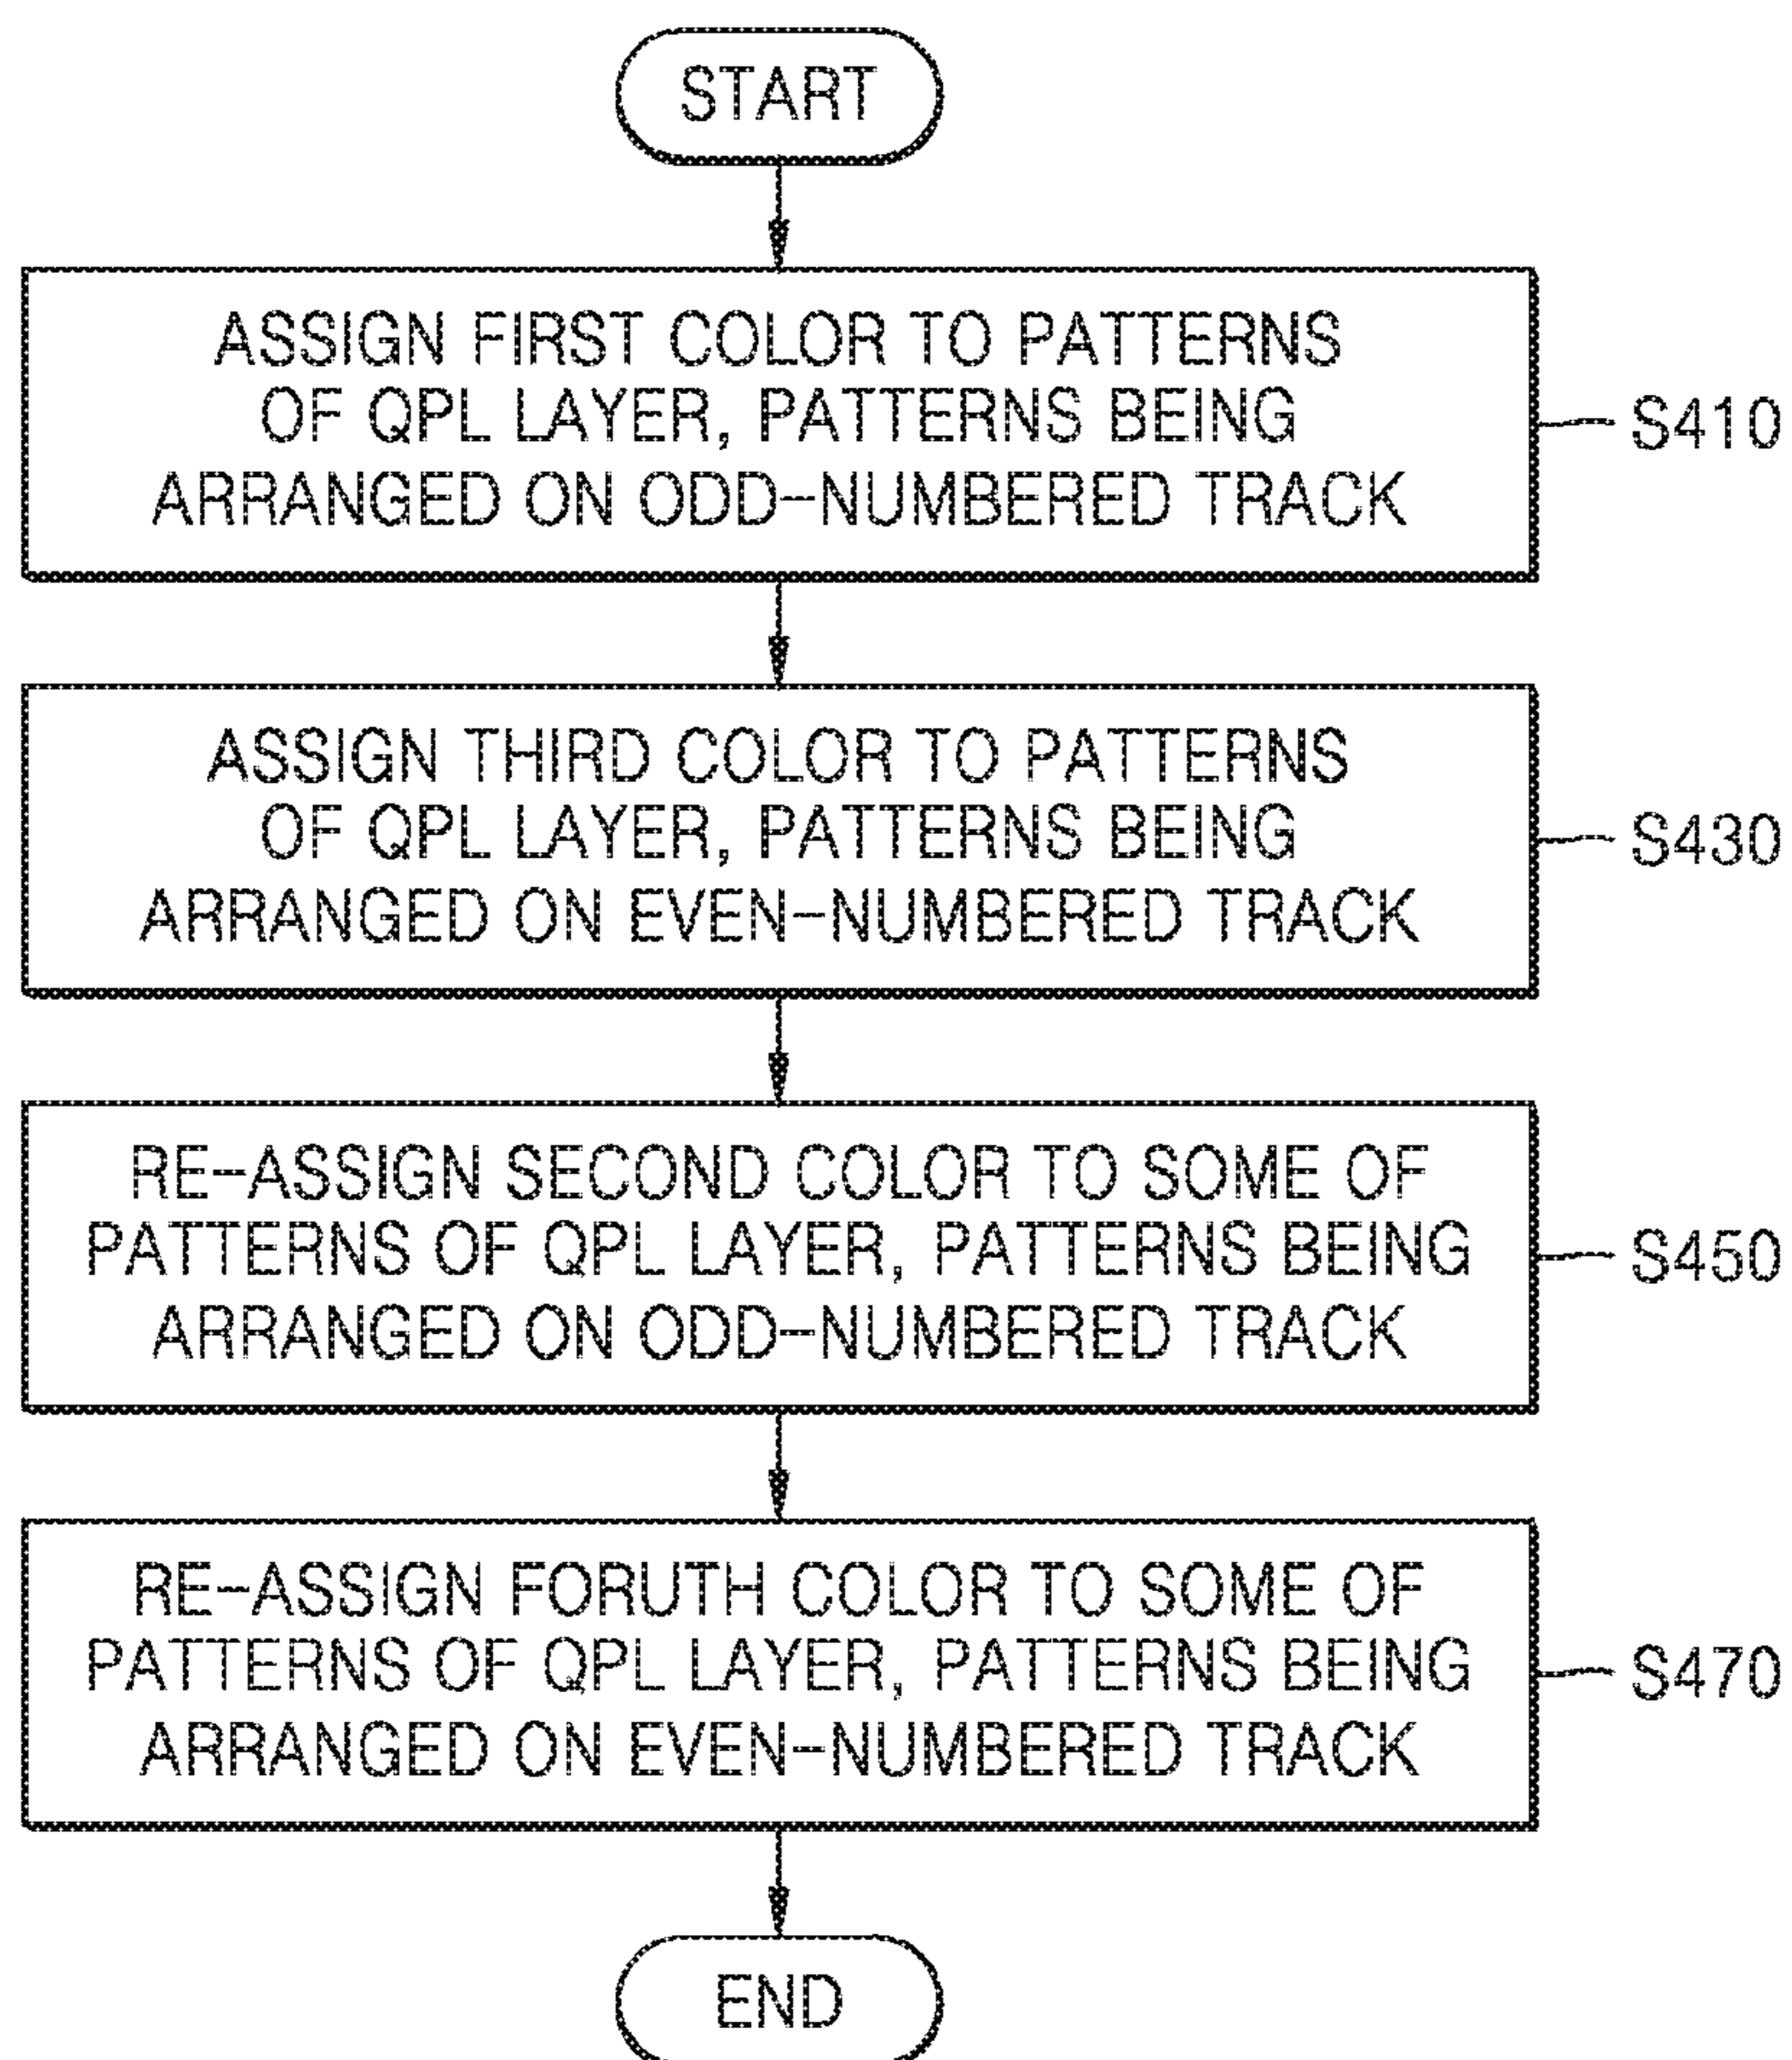 START
ASSIGN FIRST COLOR TO PATTERNS
OF QPL LAYER, PATTERNS BEING
ARRANGED ON ODD-NUMBERED TRACK
S410
ASSIGN THIRD COLOR TO PATTERNS
OF QPL LAYER, PATTERNS BEING
ARRANGED ON EVEN-NUMBERED TRACK
S430
RE-ASSIGN SECOND COLOR TO SOME OF
PATTERNS OF QPL LAYER, PATTERNS BEING
ARRANGED ON ODD-NUMBERED TRACK
S450
RE-ASSIGN FORUTH COLOR TO SOME OF
PATTERNS OF QPL LAYER, PATTERNS BEING
ARRANGED ON EVEN-NUMBERED TRACK
S470
END